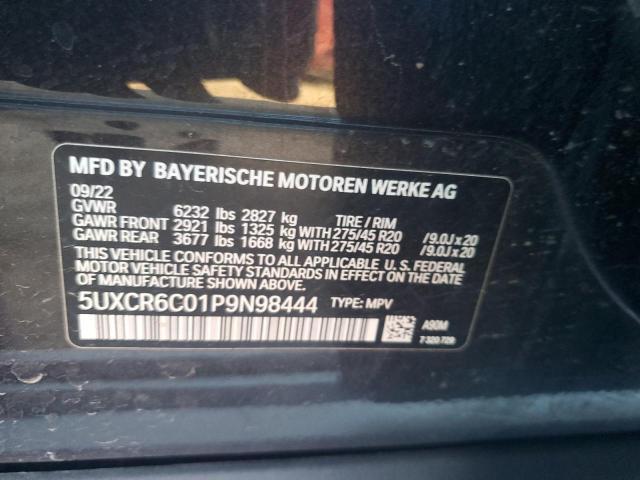 MFD BY BAYERISCHE MOTOREN WERKE AG
09/22
GVWR 6232 lbs 2827 kg TIRE / RIM
GAWR FRONT 2921 lbs 1325 kg WITH 275/45 R20 /9.0J x 20
GAWR REAR 3677 lbs 1668 kg WITH 275/45 R20 /9.0J x 20
THIS VEHICLE CONFORMS TO ALL APPLICABLE U.S. FEDERAL
MOTOR VEHICLE SAFETY STANDARDS IN EFFECT ON THE DATE
OF MANUFACTURE SHOWN ABOVE.
5UXCR6C01P9N98444 TYPE: MPV
A90M
7 320 728